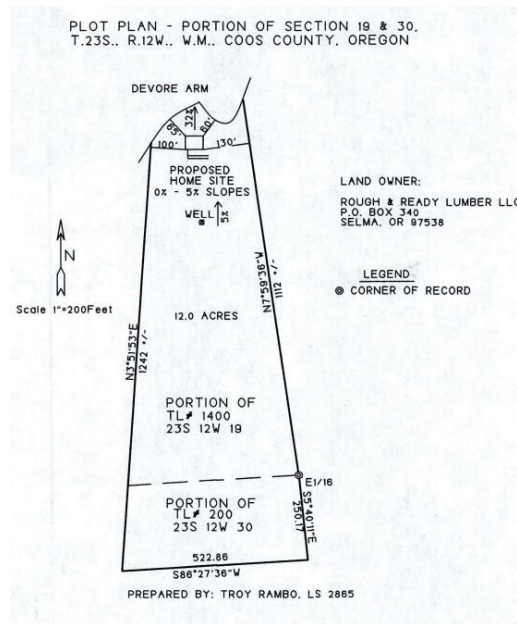 PLOT PLAN - PORTION OF SECTION 19 & 30,
T.23S., R.12W., W.M., COOS COUNTY, OREGON
DEVORE ARM
65'
32%
60'
100'
130'
PROPOSED
HOME SITE
0% - 5% SLOPES
WELL
5%
LAND OWNER:
ROUGH & READY LUMBER LLC
P.O. BOX 340
SELMA, OR 97538
LEGEND
CORNER OF RECORD
N
Scale 1"=200Feet
N7°59'36"W
1112 +/-
12.0 ACRES
N3°51'53"E
1242 +/-
PORTION OF
TL# 1400
23S 12W 19
E1/16
S5°40'11"E
250.17
PORTION OF
TL# 200
23S 12W 30
522.86
S86°27'36"W
PREPARED BY: TROY RAMBO, LS 2865